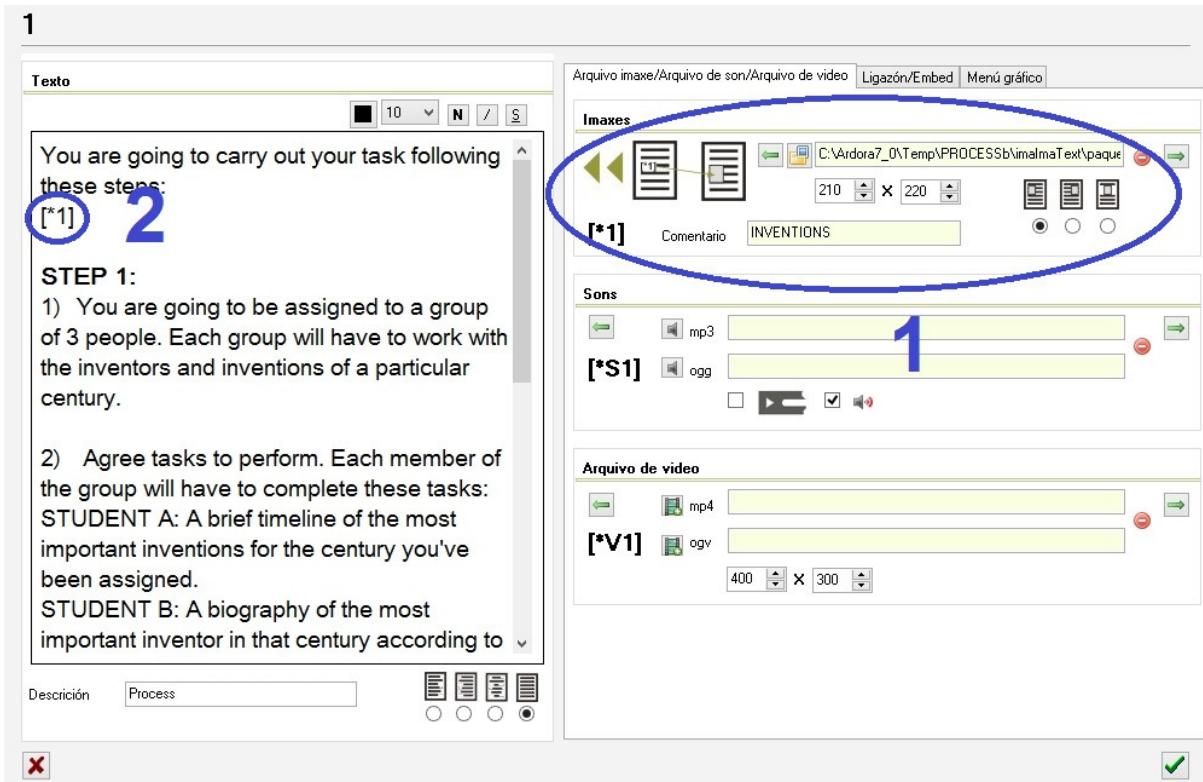 1
Texto
10
N / S
You are going to carry out your task following
these steps:
[*1]
2
STEP 1:
1) You are going to be assigned to a group
of 3 people. Each group will have to work with
the inventors and inventions of a particular
century.
2) Agree tasks to perform. Each member of
the group will have to complete these tasks:
STUDENT A: A brief timeline of the most
important inventions for the century you've
been assigned.
STUDENT B: A biography of the most
important inventor in that century according to
Descrición Process
Arquivo imaxe/Arquivo de son/Arquivo de video Ligazón/Embed Menú gráfico
Imaxes
[*1]
C:\Ardora7_0\Temp\PROCESSb\imaImaText\paque
210 X 220
[*1] Comentario INVENTIONS
Sons
mp3
1
[*S1] ogg
Arquivo de video
mp4
[*V1] ogv
400 X 300